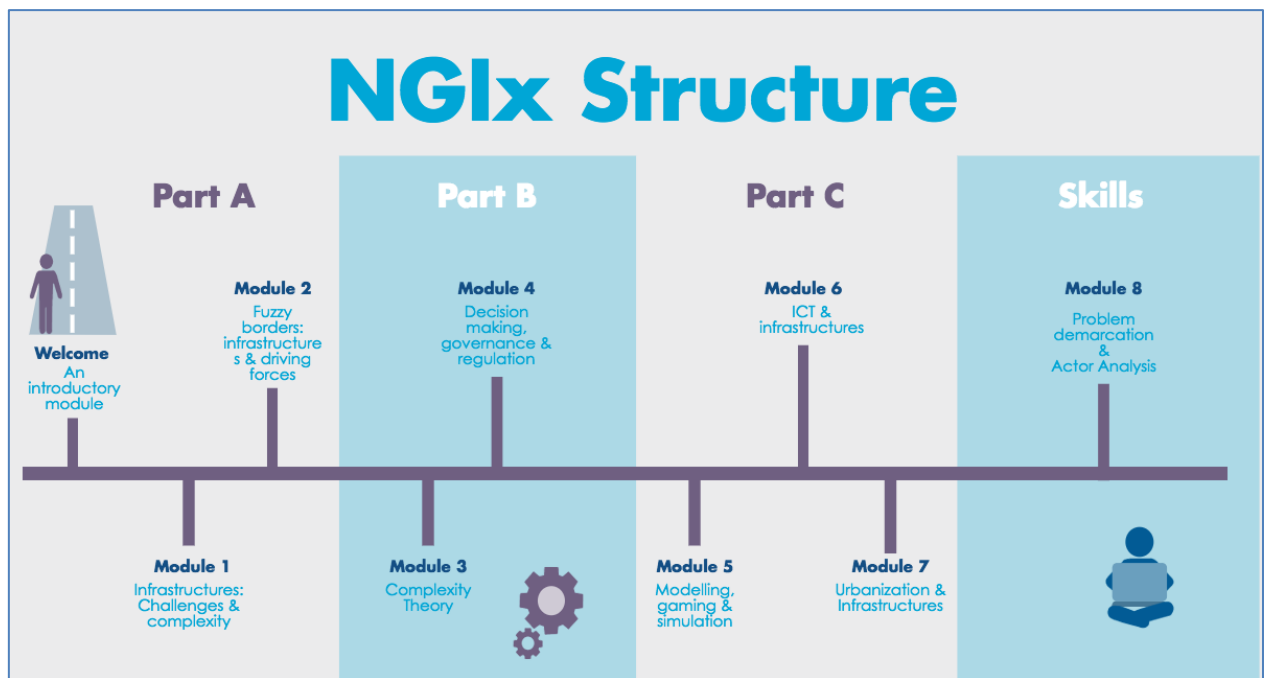 NGIx Structure
Part A
Part B
Part C
Skills
Welcome
An
introductory
module
Module 1
Infrastructures:
Challenges &
complexity
Module 2
Fuzzy
borders:
infrastructure
s & driving
forces
Module 3
Complexity
Theory
Module 4
Decision
making,
governance &
regulation
Module 5
Modelling,
gaming &
simulation
Module 6
ICT &
infrastructures
Module 7
Urbanization &
Infrastructures
Module 8
Problem
demarcation
&
Actor Analysis